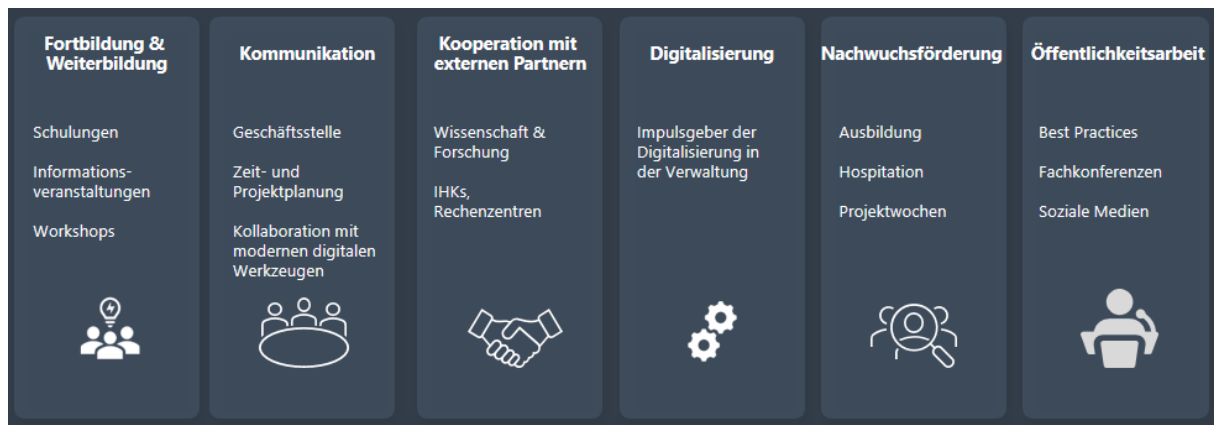 Fortbildung &
Weiterbildung
Schulungen
Informations-
veranstaltungen
Workshops
Kommunikation
Geschäftsstelle
Zeit- und
Projektplanung
Kollaboration mit
modernen digitalen
Werkzeugen
Kooperation mit
externen Partnern
Wissenschaft &
Forschung
IHKs,
Rechenzentren
Digitalisierung
Impulsgeber der
Digitalisierung in
der Verwaltung
Nachwuchsförderung
Ausbildung
Hospitation
Projektwochen
Öffentlichkeitsarbeit
Best Practices
Fachkonferenzen
Soziale Medien